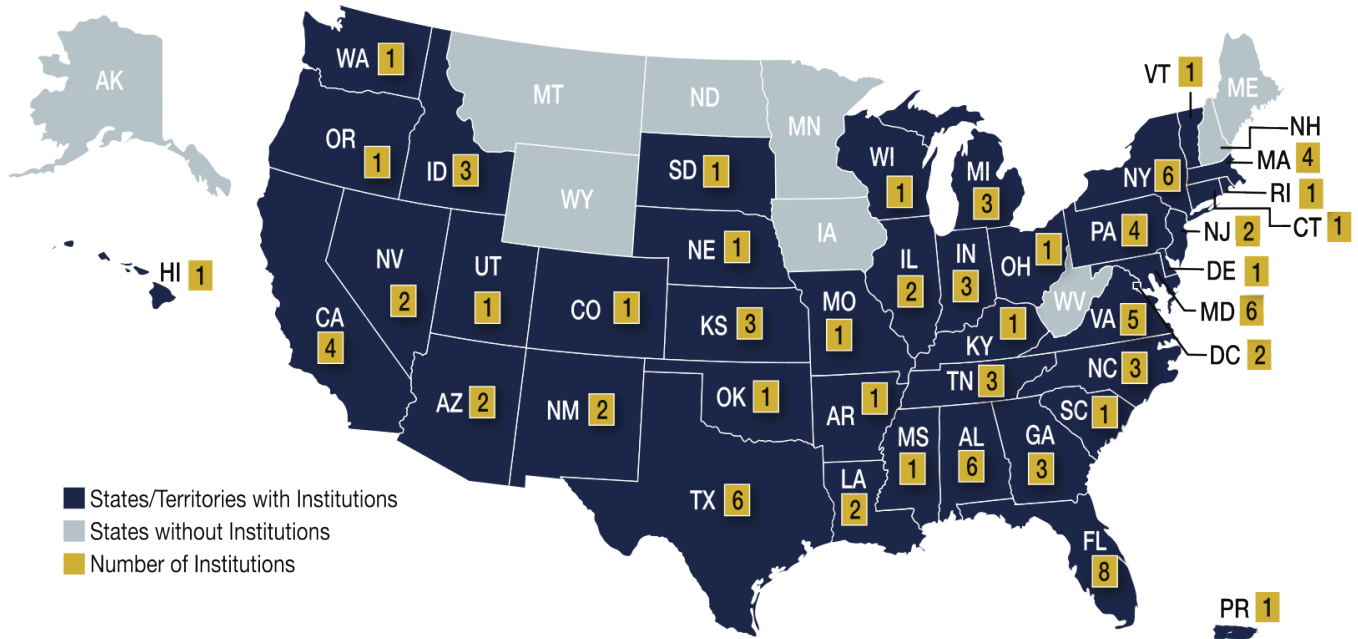 AK
WA 1
MT
ND
MN
VT 1
ME
NH
OR 1
ID 3
SD 1
WI 1
MI 3
NY 6
MA 4
RI 1
CT 1
WY
NE 1
IA
PA 4
NJ 2
HI 1
NV 2
UT 1
CO 1
IL 2
IN 3
OH 1
DE 1
WV
MD 6
CA 4
KS 3
MO 1
KY 1
VA 5
DC 2
AZ 2
NM 2
OK 1
AR 1
TN 3
NC 3
SC 1
MS 1
AL 6
GA 3
TX 6
LA 2
FL 8
PR 1
States/Territories with Institutions
States without Institutions
Number of Institutions